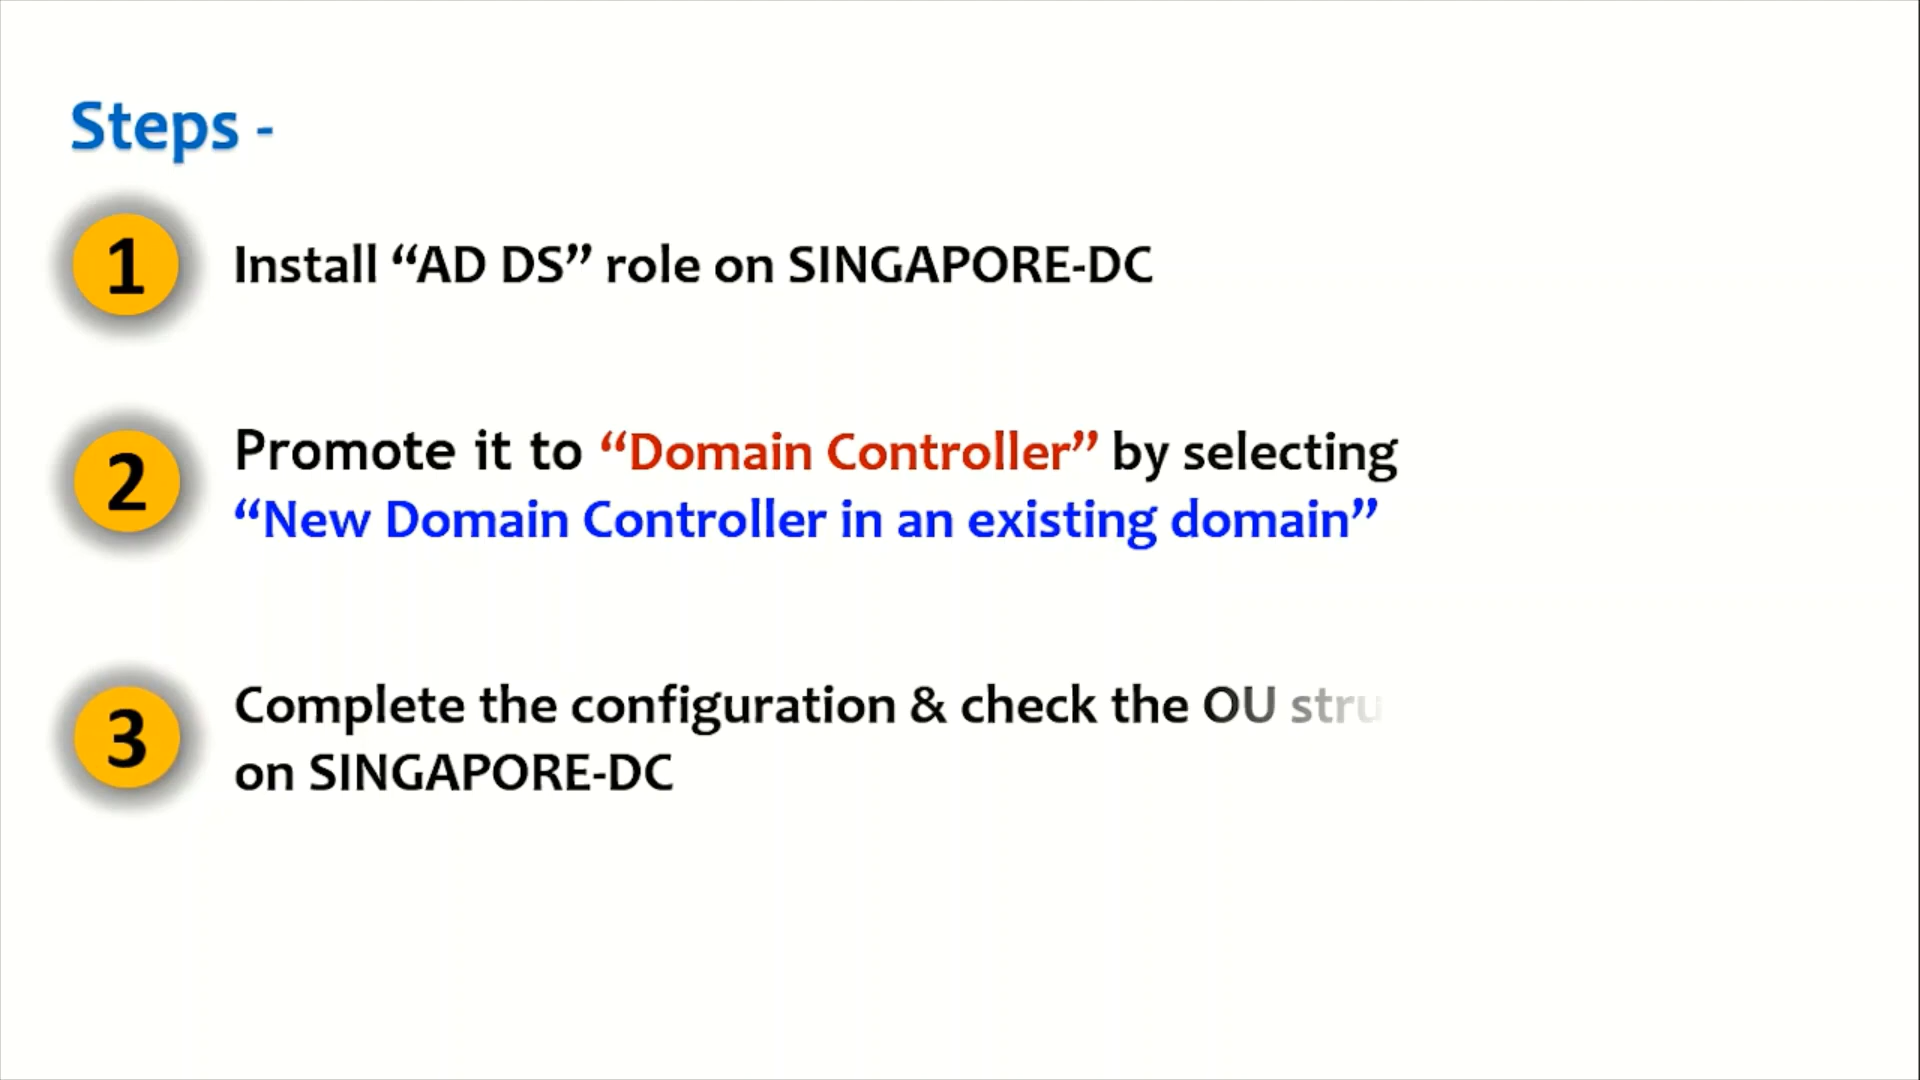 Steps -
1
Install “AD DS” role on SINGAPORE-DC
2
Promote it to “Domain Controller” by selecting
“New Domain Controller in an existing domain”
3
Complete the configuration & check the OU stru
on SINGAPORE-DC